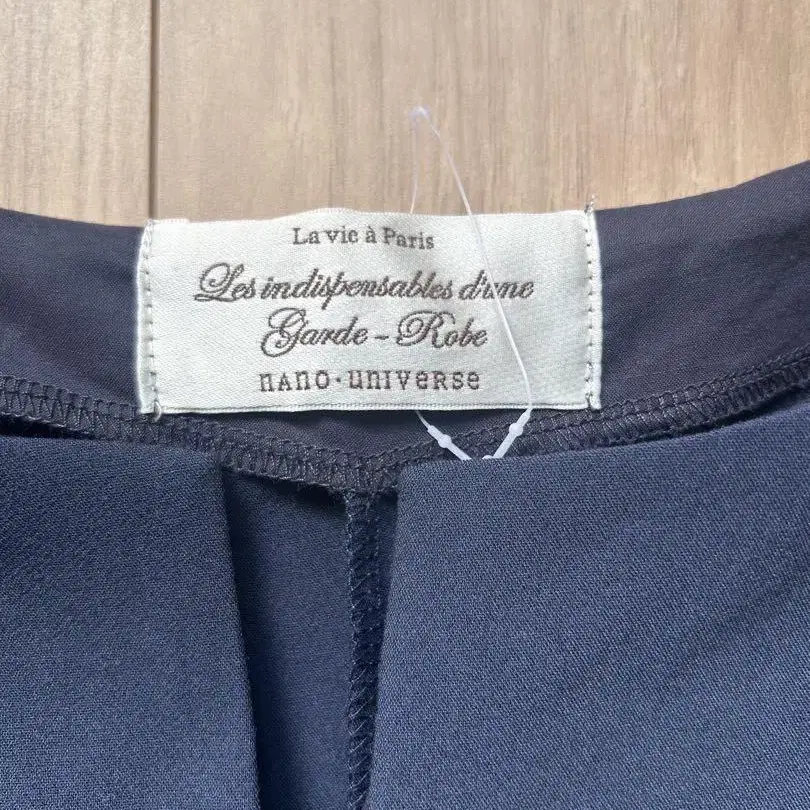 La vie à Paris
Les indispensables d'une
Garde-Robe
nano·universe